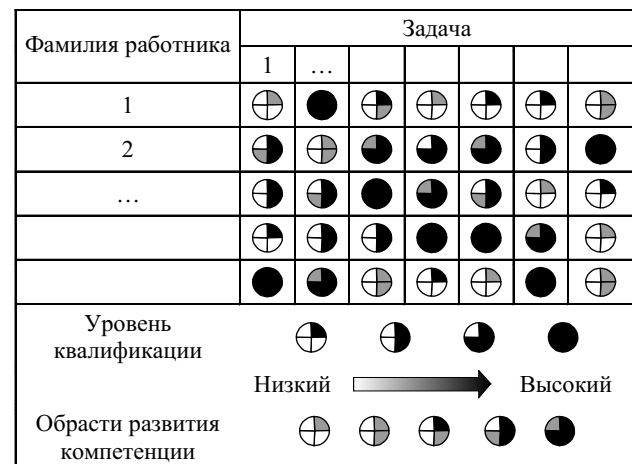 Фамилия работника
Задача
1 …
1
2
…
Уровень
квалификации
Низкий Высокий
Обрасти развития
компетенции